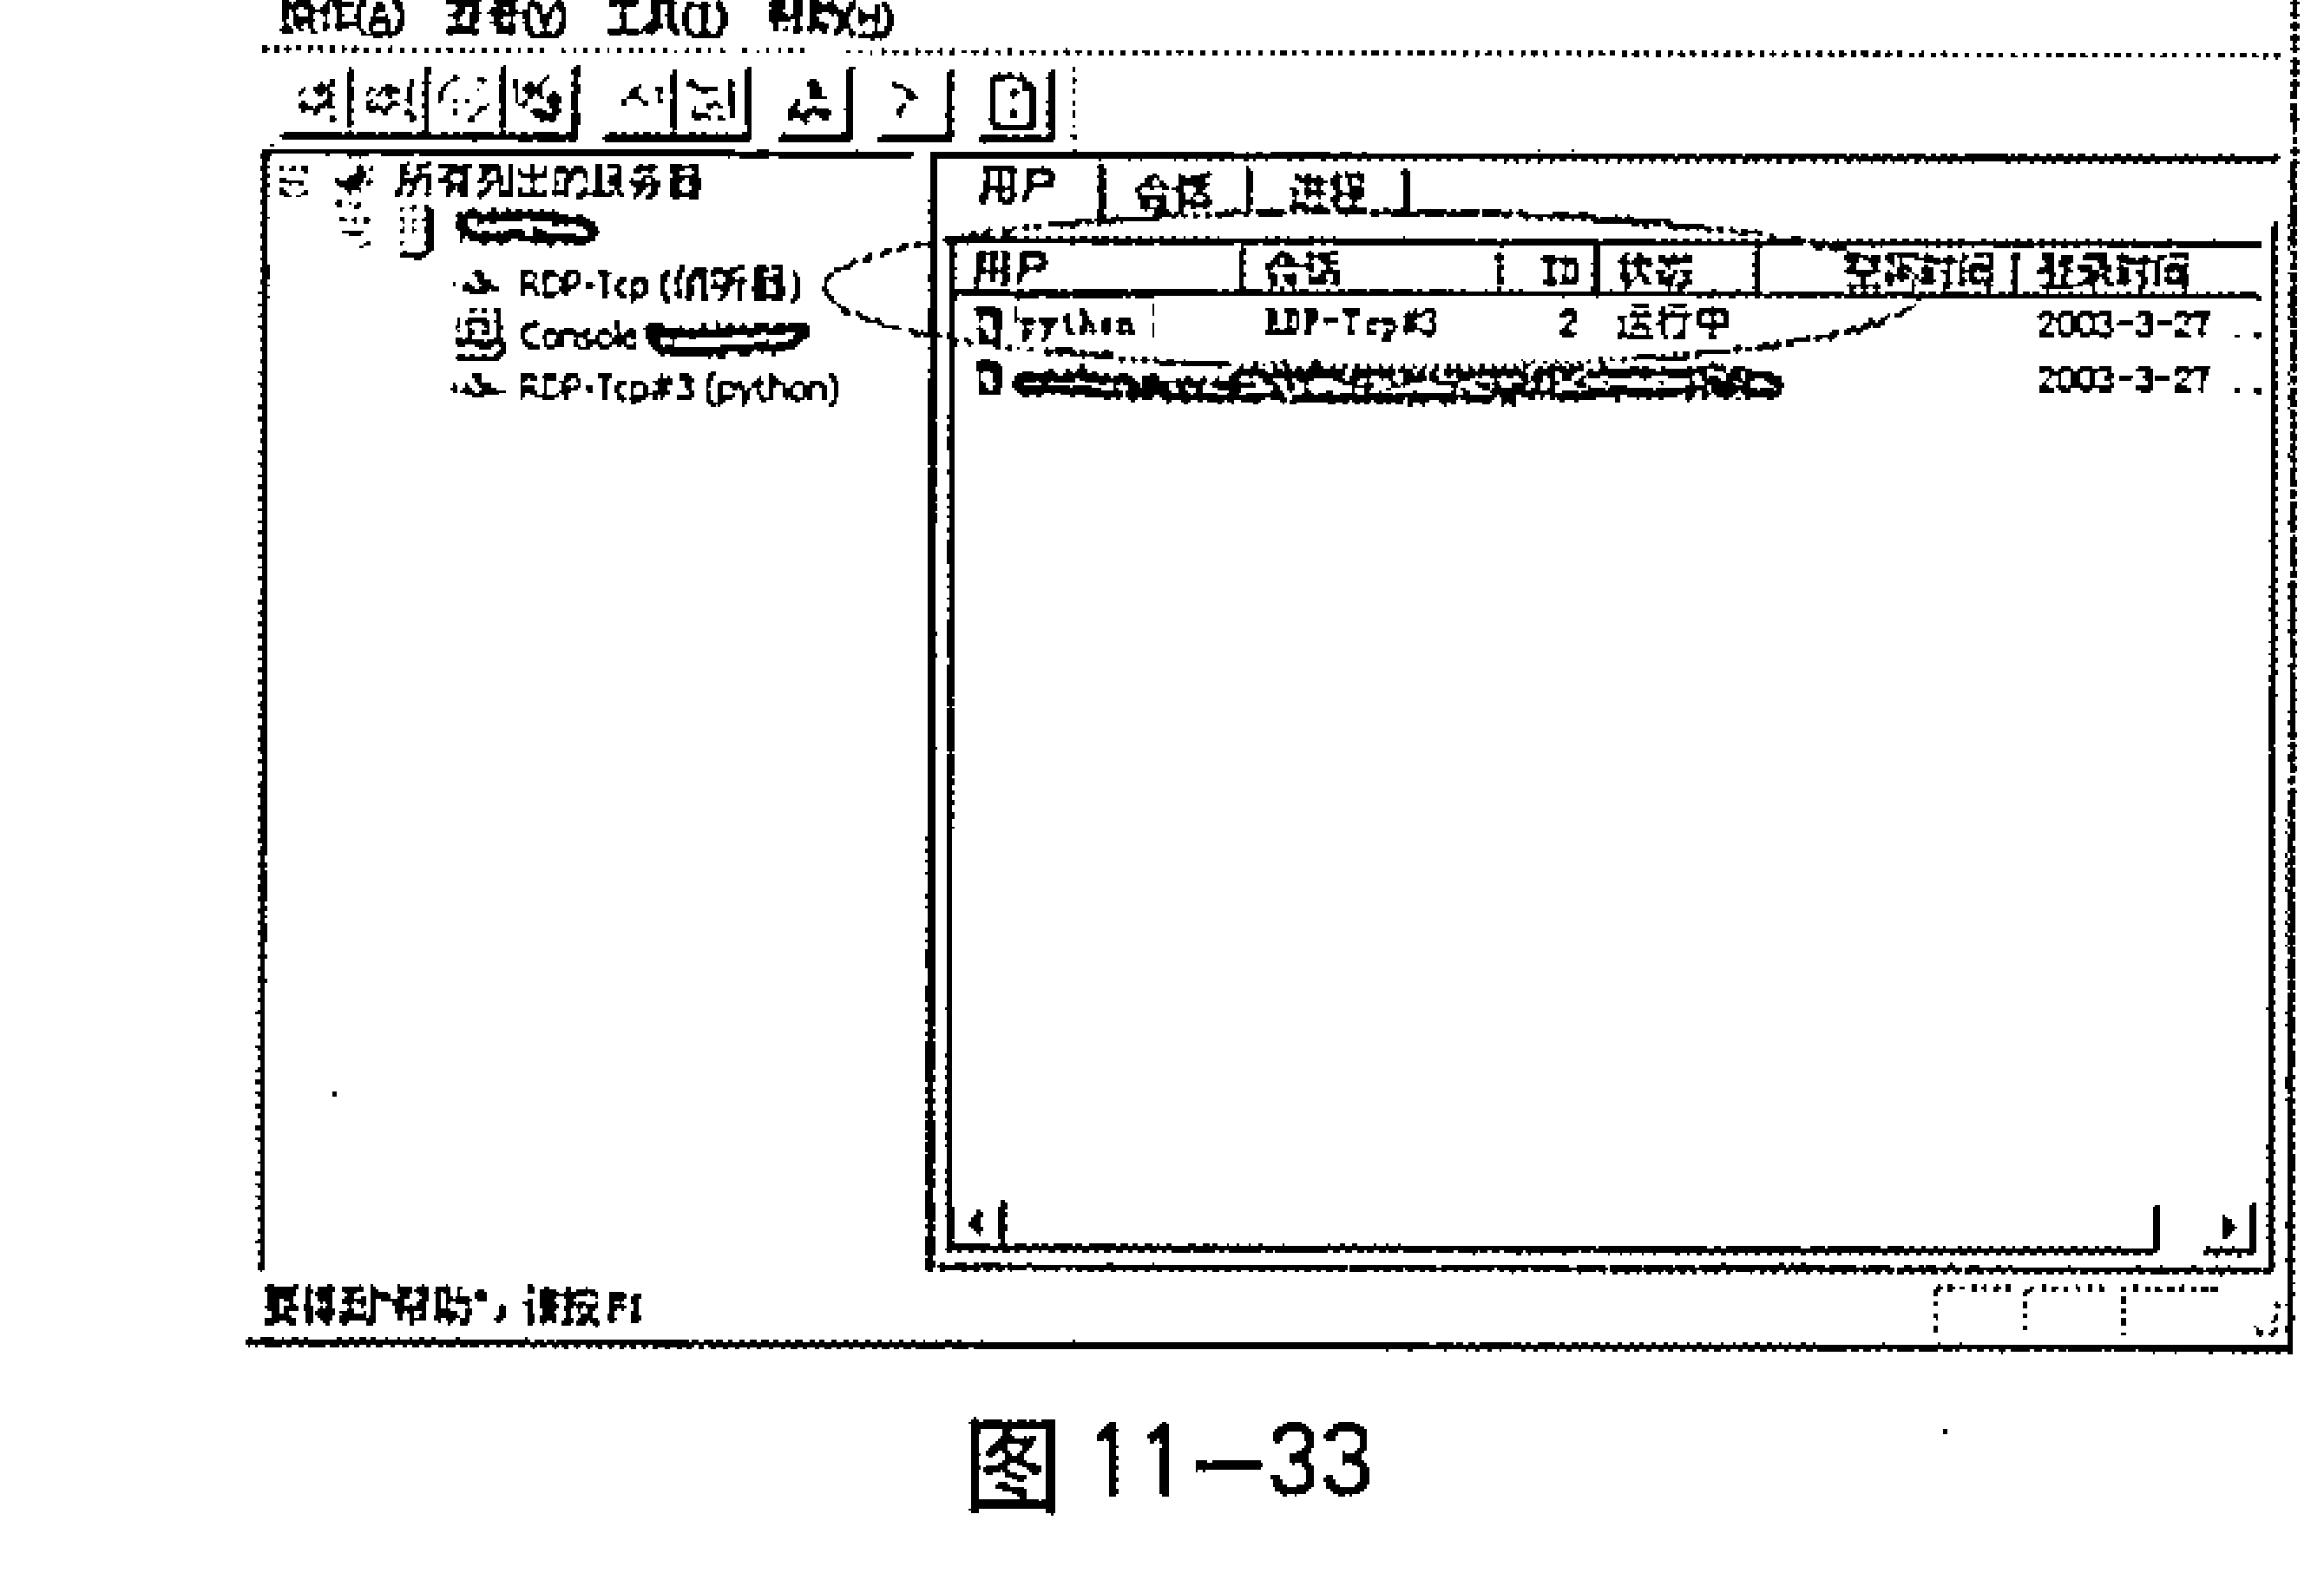 操作(A) 查看(V) 工具(T) 帮助(H)
所有列出的服务器
RDP-Tcp (侦听器)
Console
RDP-Tcp#3 (python)
用户 会话 进程
用户 会话 ID 状态 空闲时间 登录时间
python RDP-Tcp#3 2 运行中 2003-3-27 ..
2003-3-27 ..
要得到“帮助”，请按 F1
图 11-33